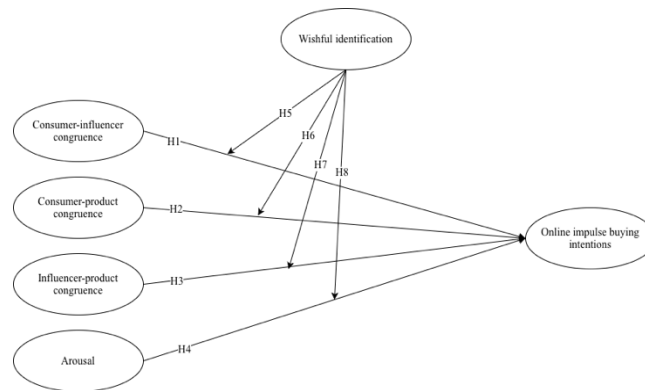 Wishful identification
H5
H6
H7
H8
Consumer-influencer
congruence
H1
Consumer-product
congruence
H2
Online impulse buying
intentions
Influencer-product
congruence
H3
Arousal
H4